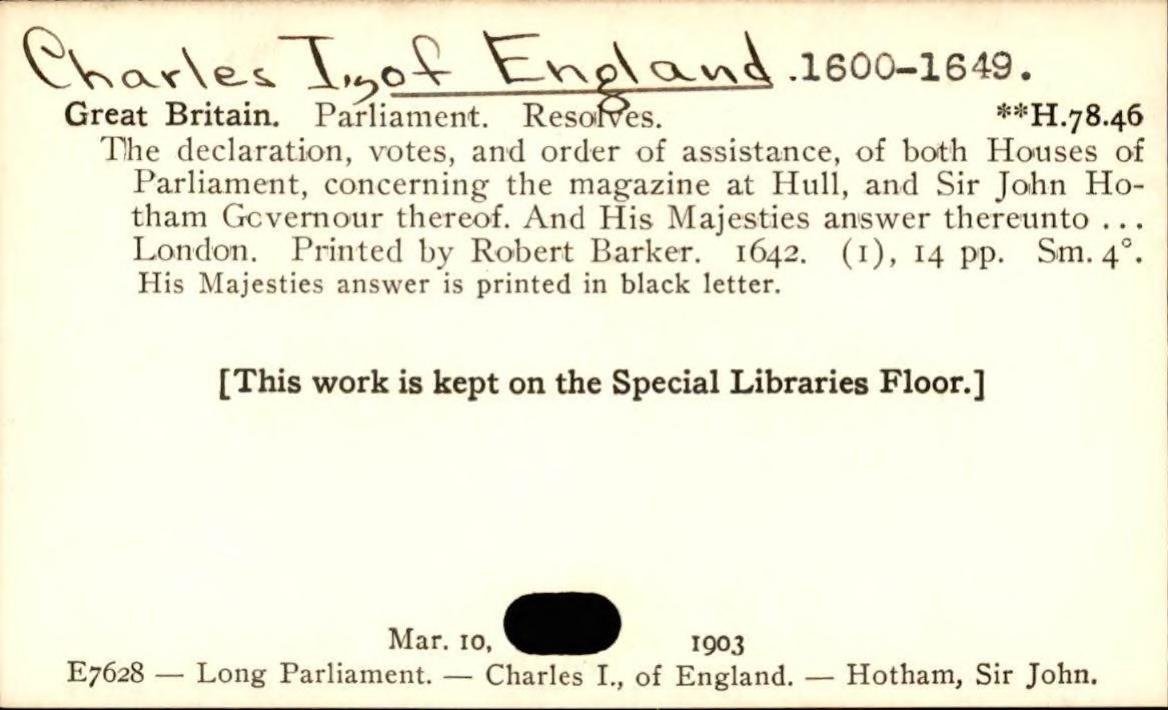 Charles I., of England .1600-1649.
Great Britain. Parliament. Resolves. **H.78.46
The declaration, votes, and order of assistance, of both Houses of
Parliament, concerning the magazine at Hull, and Sir John Ho-
tham Governour thereof. And His Majesties answer thereunto ...
London. Printed by Robert Barker. 1642. (1), 14 pp. Sm. 4°.
His Majesties answer is printed in black letter.
[This work is kept on the Special Libraries Floor.]
Mar. 10, 1903
E7628 — Long Parliament. — Charles I., of England. — Hotham, Sir John.